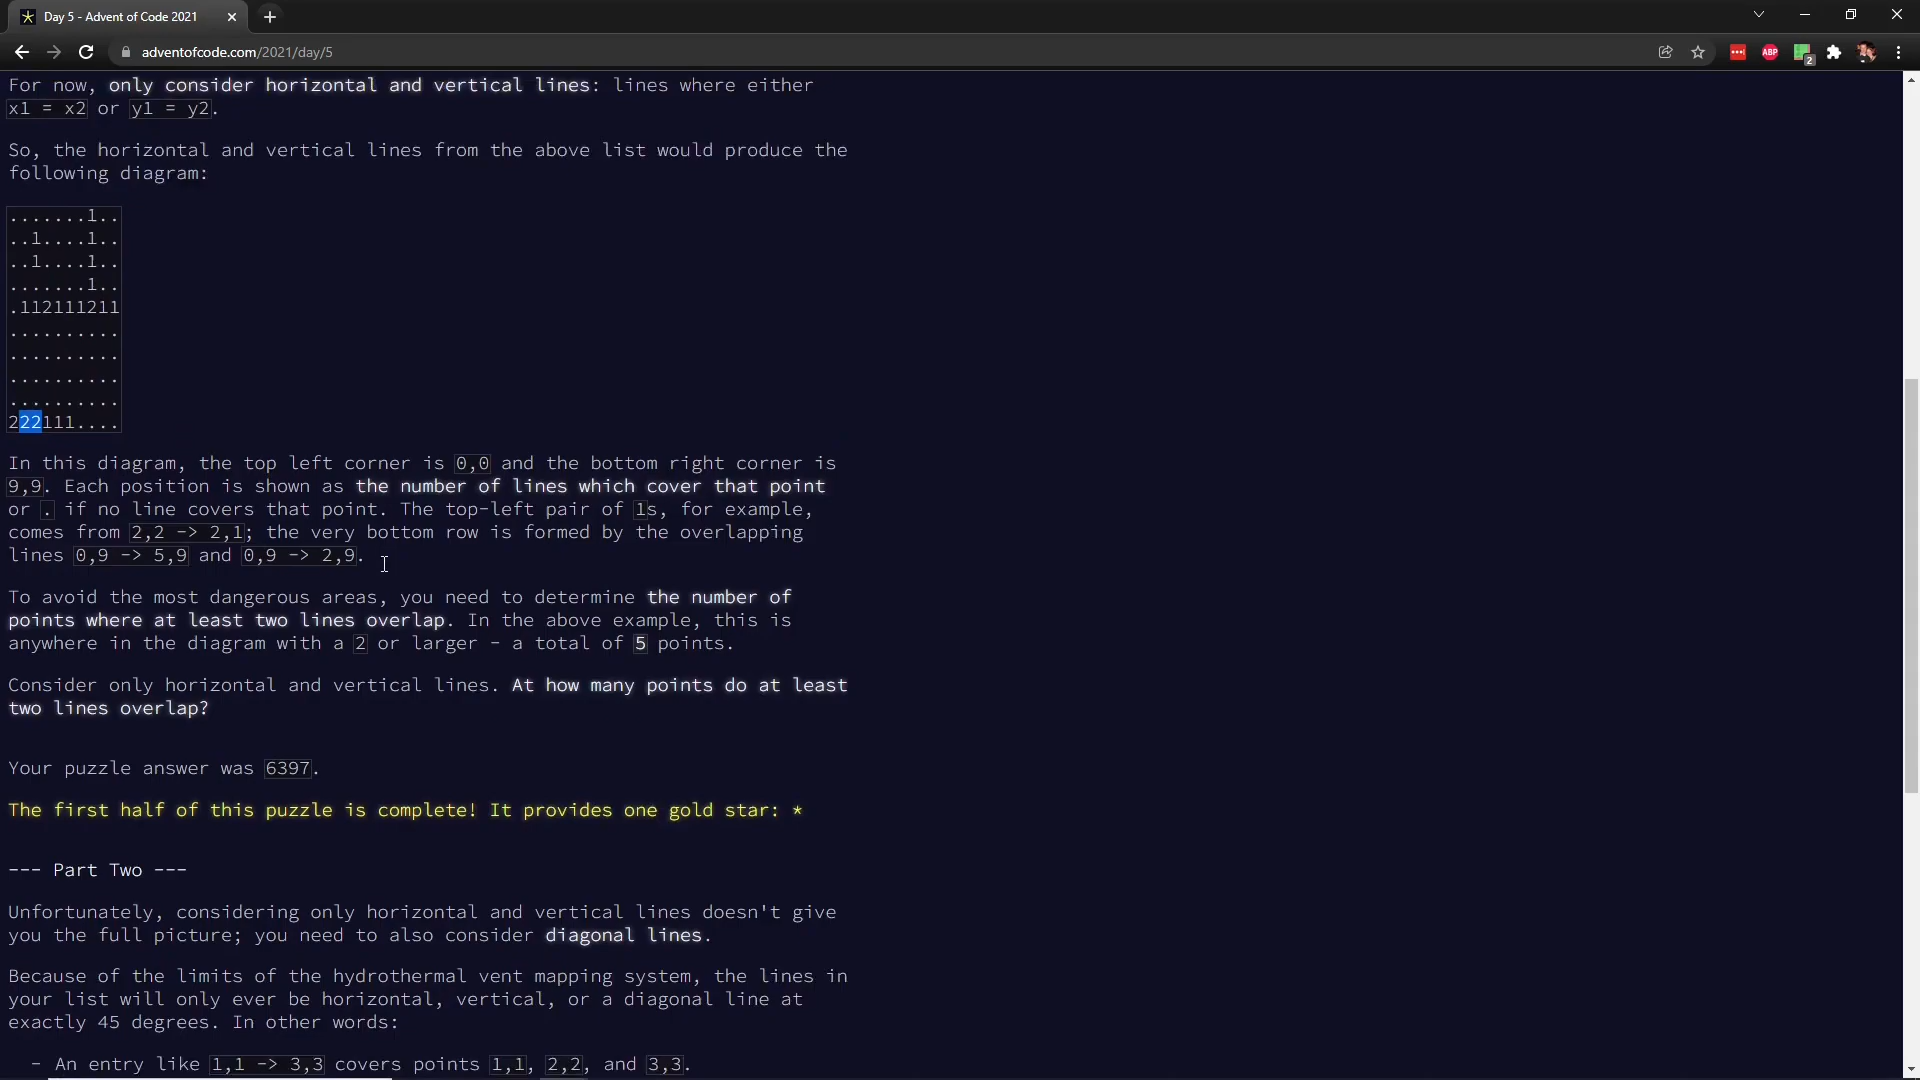 Day 5 - Advent of Code 2021
adventofcode.com/2021/day/5
ABP
2
For now, only consider horizontal and vertical lines: lines where either
x1 = x2 or y1 = y2.
So, the horizontal and vertical lines from the above list would produce the
following diagram:
.......1..
..1....1..
..1....1..
.......1..
.112111211
..........
..........
..........
..........
222111....
In this diagram, the top left corner is 0,0 and the bottom right corner is
9,9. Each position is shown as the number of lines which cover that point
or . if no line covers that point. The top-left pair of 1s, for example,
comes from 2,2 -> 2,1; the very bottom row is formed by the overlapping
lines 0,9 -> 5,9 and 0,9 -> 2,9.
To avoid the most dangerous areas, you need to determine the number of
points where at least two lines overlap. In the above example, this is
anywhere in the diagram with a 2 or larger - a total of 5 points.
Consider only horizontal and vertical lines. At how many points do at least
two lines overlap?
Your puzzle answer was 6397.
The first half of this puzzle is complete! It provides one gold star: *
--- Part Two ---
Unfortunately, considering only horizontal and vertical lines doesn't give
you the full picture; you need to also consider diagonal lines.
Because of the limits of the hydrothermal vent mapping system, the lines in
your list will only ever be horizontal, vertical, or a diagonal line at
exactly 45 degrees. In other words:
- An entry like 1,1 -> 3,3 covers points 1,1, 2,2, and 3,3.